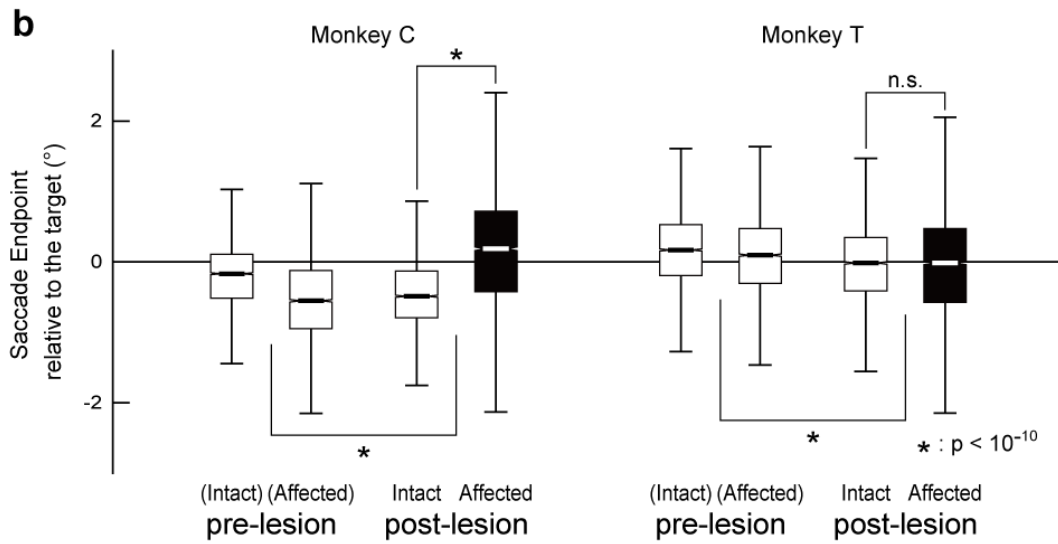 b
Monkey C
Monkey T
*
n.s.
2
0
-2
Saccade Endpoint
relative to the target (°)
*
*
* : p < 10⁻¹⁰
(Intact) (Affected) Intact Affected
pre-lesion post-lesion
(Intact) (Affected) Intact Affected
pre-lesion post-lesion